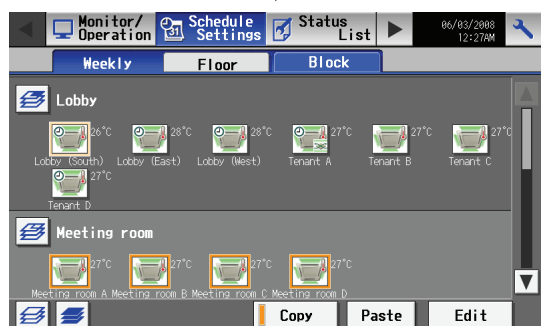 Monitor/
Operation
31
Schedule
Settings
Status
List
06/03/2008
12:27AM
Weekly
Floor
Block
Lobby
26°C
28°C
28°C
27°C
27°C
27°C
Lobby (South)
Lobby (East)
Lobby (West)
Tenant A
Tenant B
Tenant C
27°C
Tenant D
Meeting room
27°C
27°C
27°C
27°C
Meeting room A
Meeting room B
Meeting room C
Meeting room D
Copy
Paste
Edit